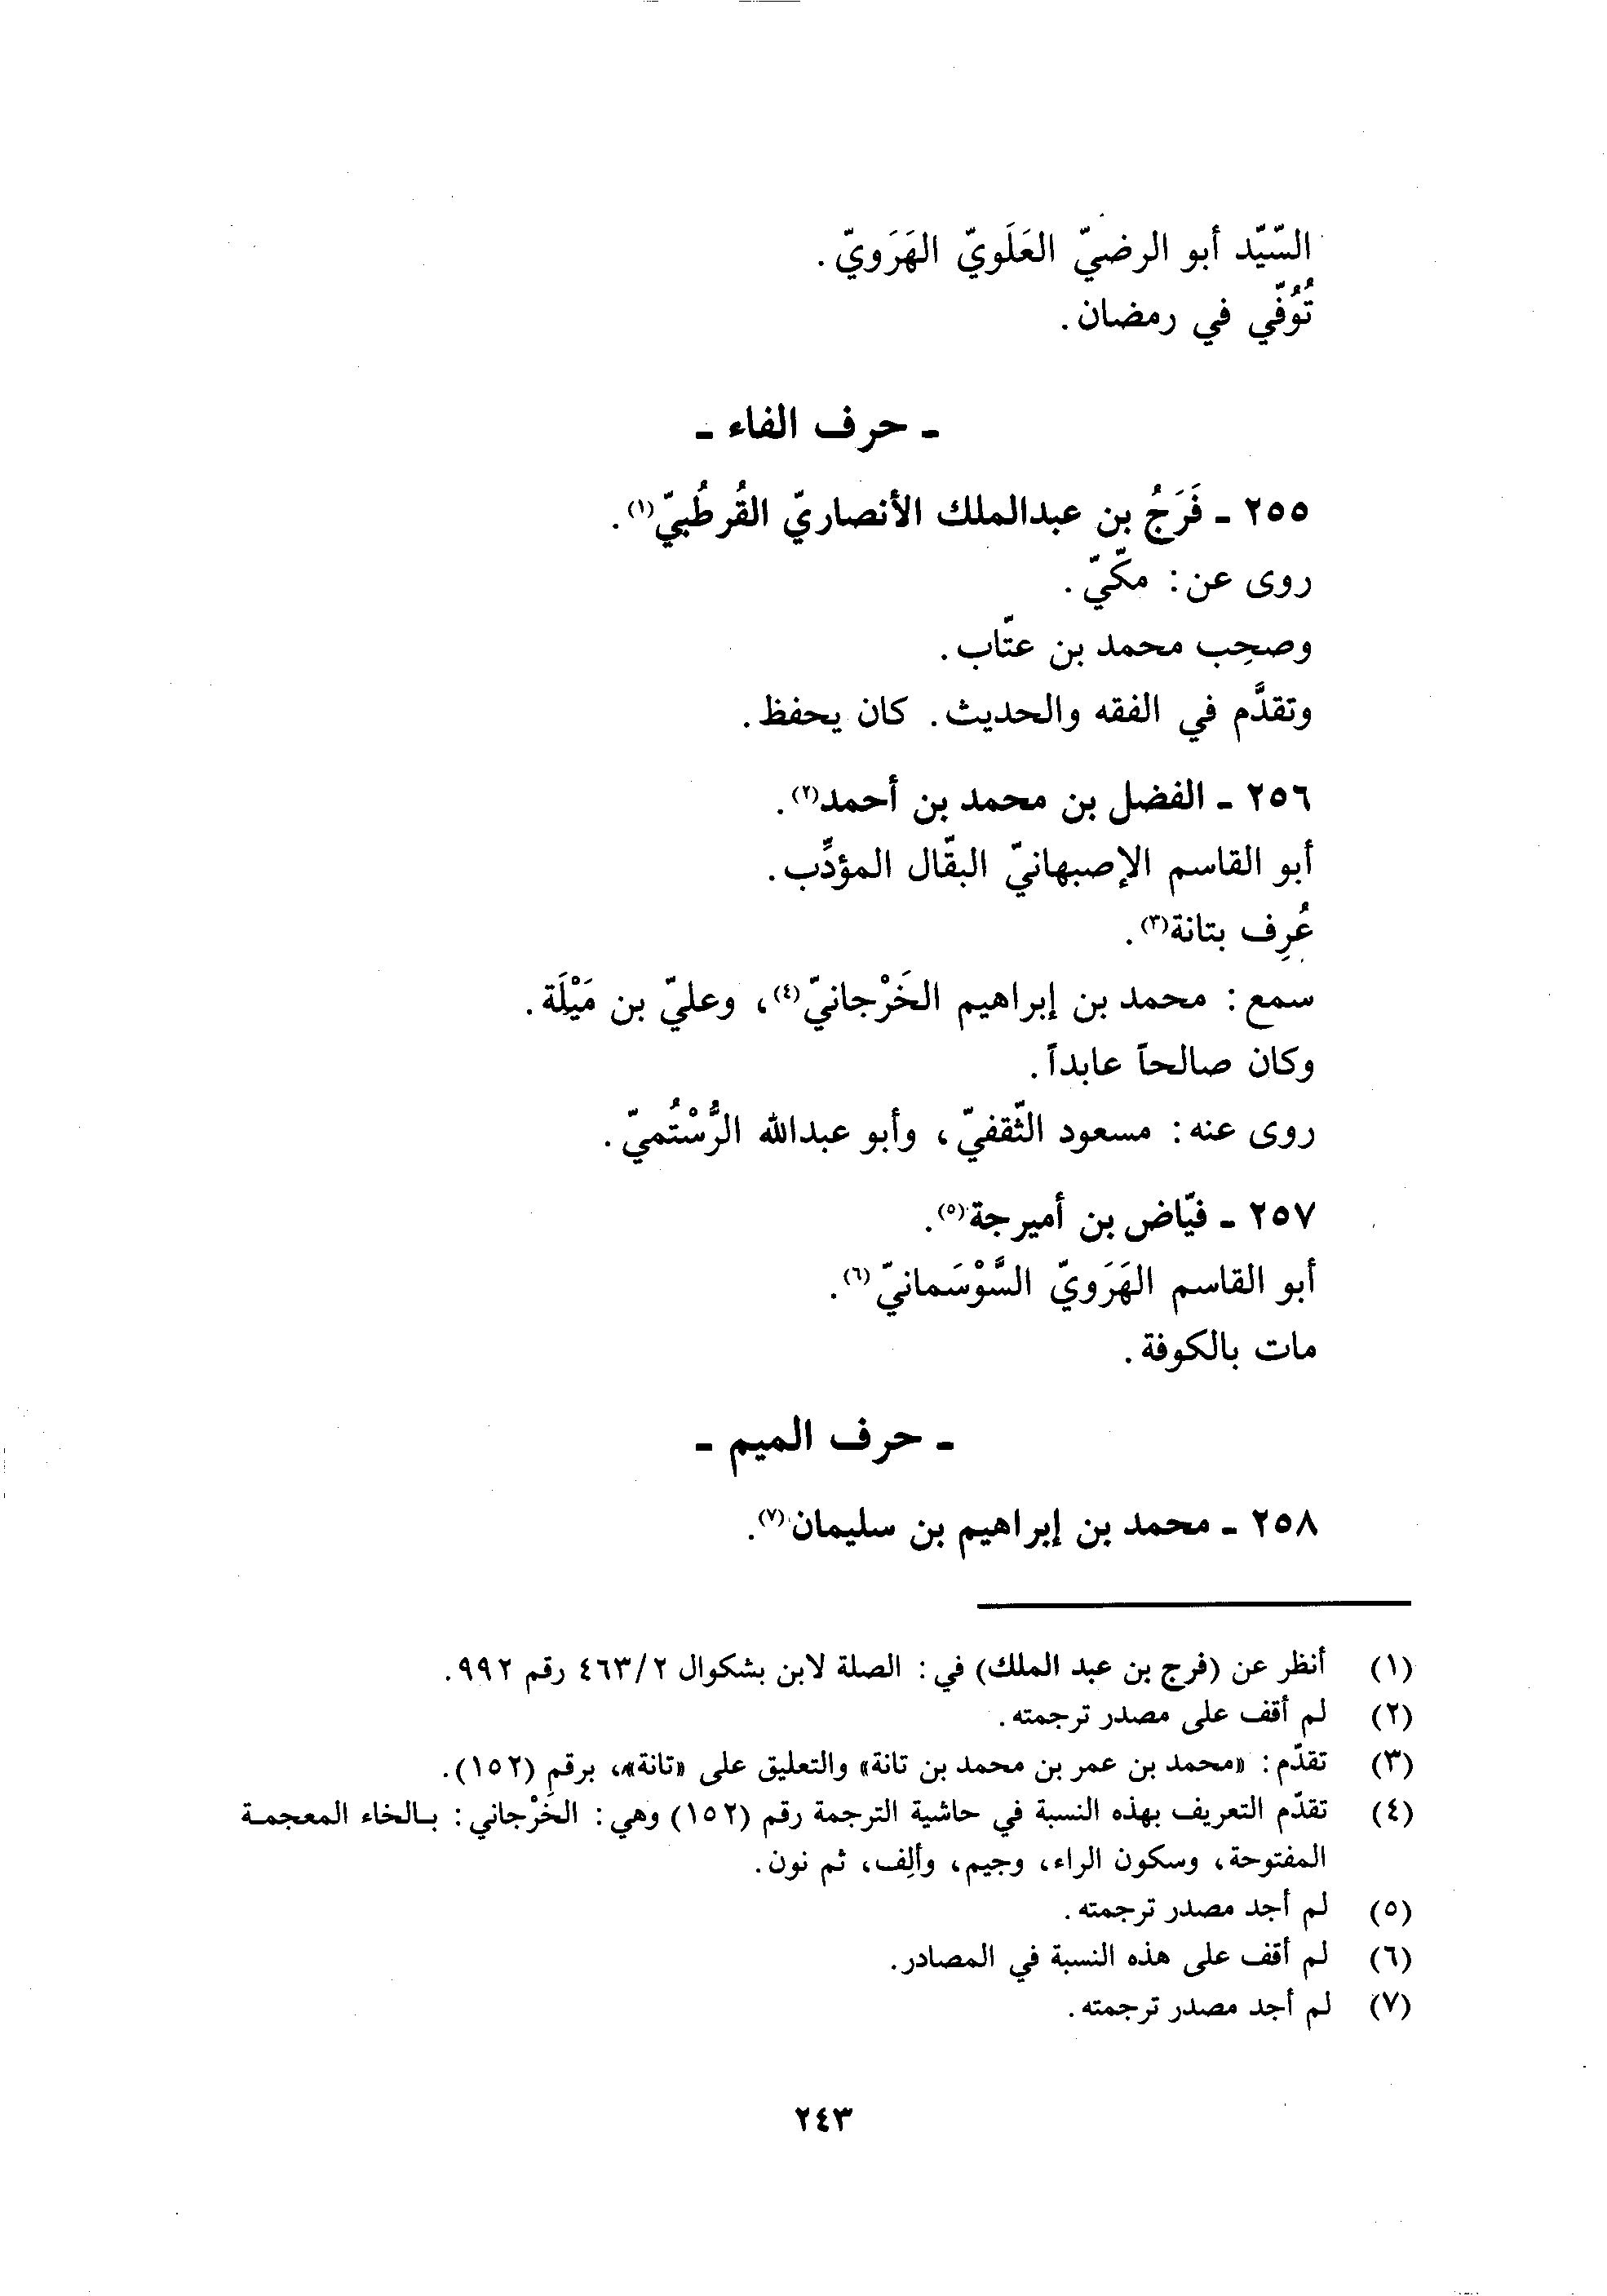 السّيّد أبو الرضيّ العَلَويّ الهَرَويّ.
تُوُفّي في رمضان.
ـ حرف الفاء ـ
٢٥٥ ـ فَرَجُ بن عبدالملك الأنصاريّ القُرطُبيّ(١).
روى عن: مكّيّ.
وصحِب محمد بن عتّاب.
وتقدَّم في الفقه والحديث. كان يحفظ.
٢٥٦ ـ الفضل بن محمد بن أحمد(٢).
أبو القاسم الإصبهانيّ البقّال المؤدِّب.
عُرِف بتانة(٣).
سمع: محمد بن إبراهيم الخَرْجانيّ(٤)، وعليّ بن مَيْلَة.
وكان صالحاً عابداً.
روى عنه: مسعود الثّقفيّ، وأبو عبدالله الرُّسْتُميّ.
٢٥٧ ـ فيّاض بن أميرجة(٥).
أبو القاسم الهَرَويّ السَّوْسَمانيّ(٦).
مات بالكوفة.
ـ حرف الميم ـ
٢٥٨ ـ محمد بن إبراهيم بن سليمان(٧).
(١) أنظر عن (فرج بن عبد الملك) في: الصلة لابن بشكوال ٤٦٣/٢ رقم ٩٩٢.
(٢) لم أقف على مصدر ترجمته.
(٣) تقدّم: «محمد بن عمر بن محمد بن تانة» والتعليق على «تانة»، برقم (١٥٢).
(٤) تقدّم التعريف بهذه النسبة في حاشية الترجمة رقم (١٥٢) وهي: الخَرْجاني: بالخاء المعجمة
المفتوحة، وسكون الراء، وجيم، وألِف، ثم نون.
(٥) لم أجد مصدر ترجمته.
(٦) لم أقف على هذه النسبة في المصادر.
(٧) لم أجد مصدر ترجمته.
٢٤٣